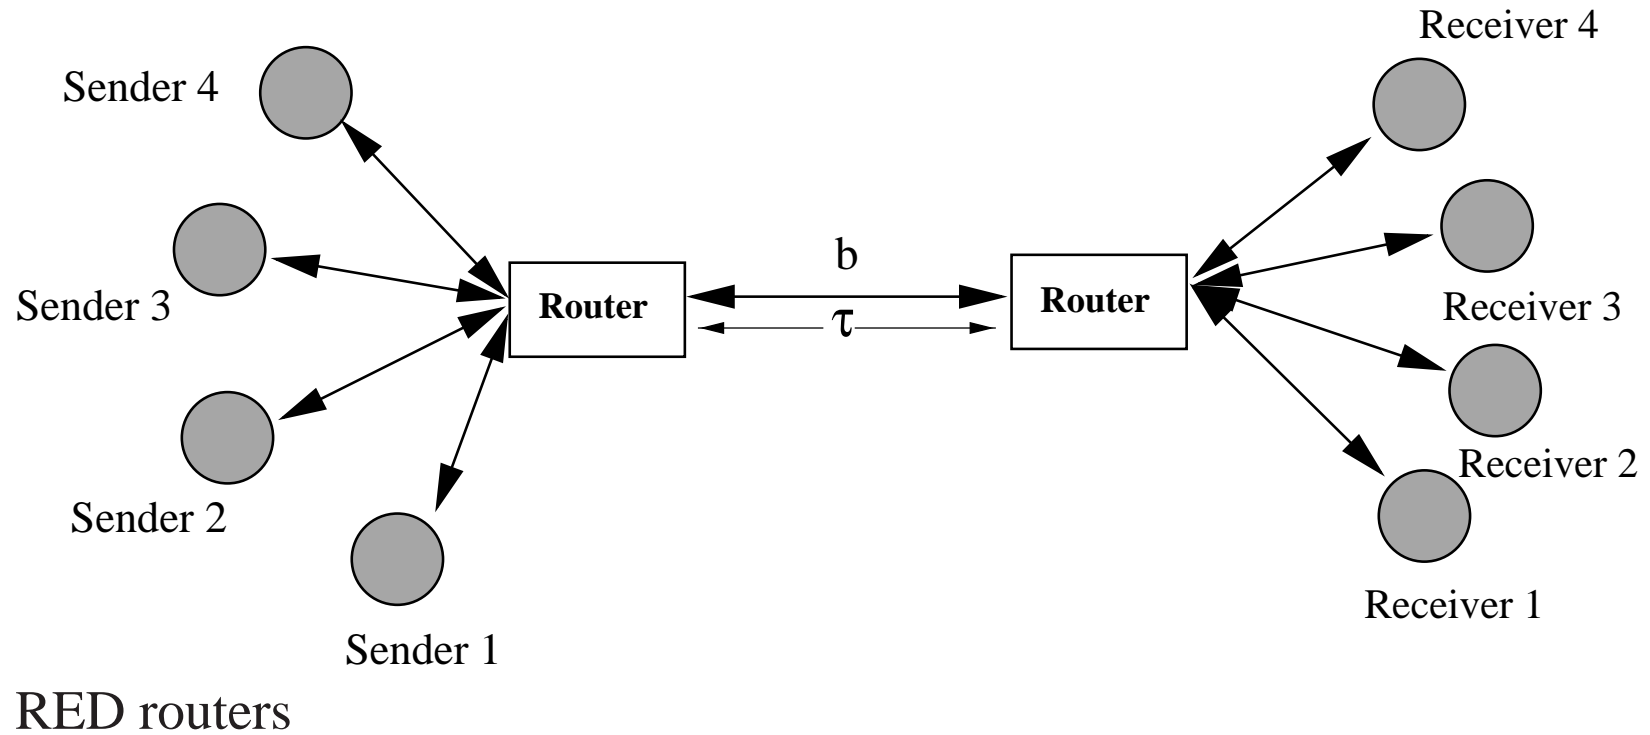 Receiver 4
Sender 4
b
Router
Router
τ
Sender 3
Receiver 3
Receiver 2
Sender 2
Receiver 1
Sender 1
RED routers